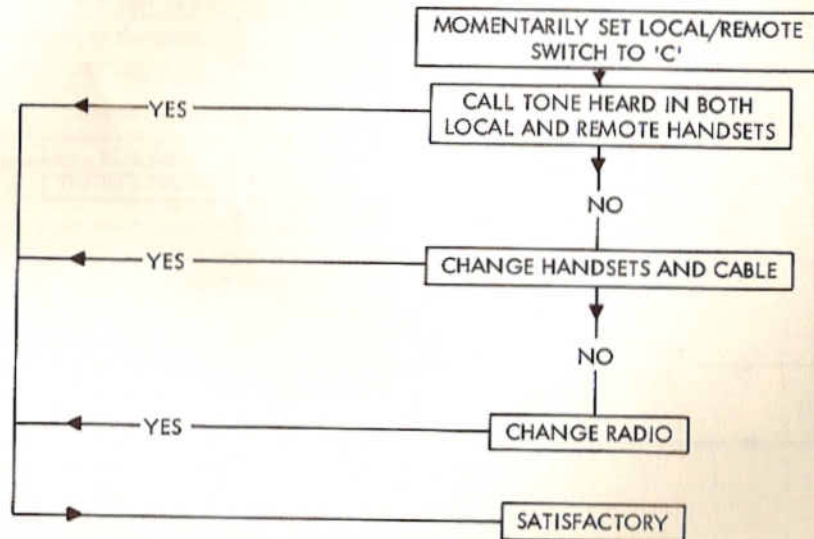 MOMENTARILY SET LOCAL/REMOTE
SWITCH TO 'C'
YES
CALL TONE HEARD IN BOTH
LOCAL AND REMOTE HANDSETS
NO
YES
CHANGE HANDSETS AND CABLE
NO
YES
CHANGE RADIO
SATISFACTORY